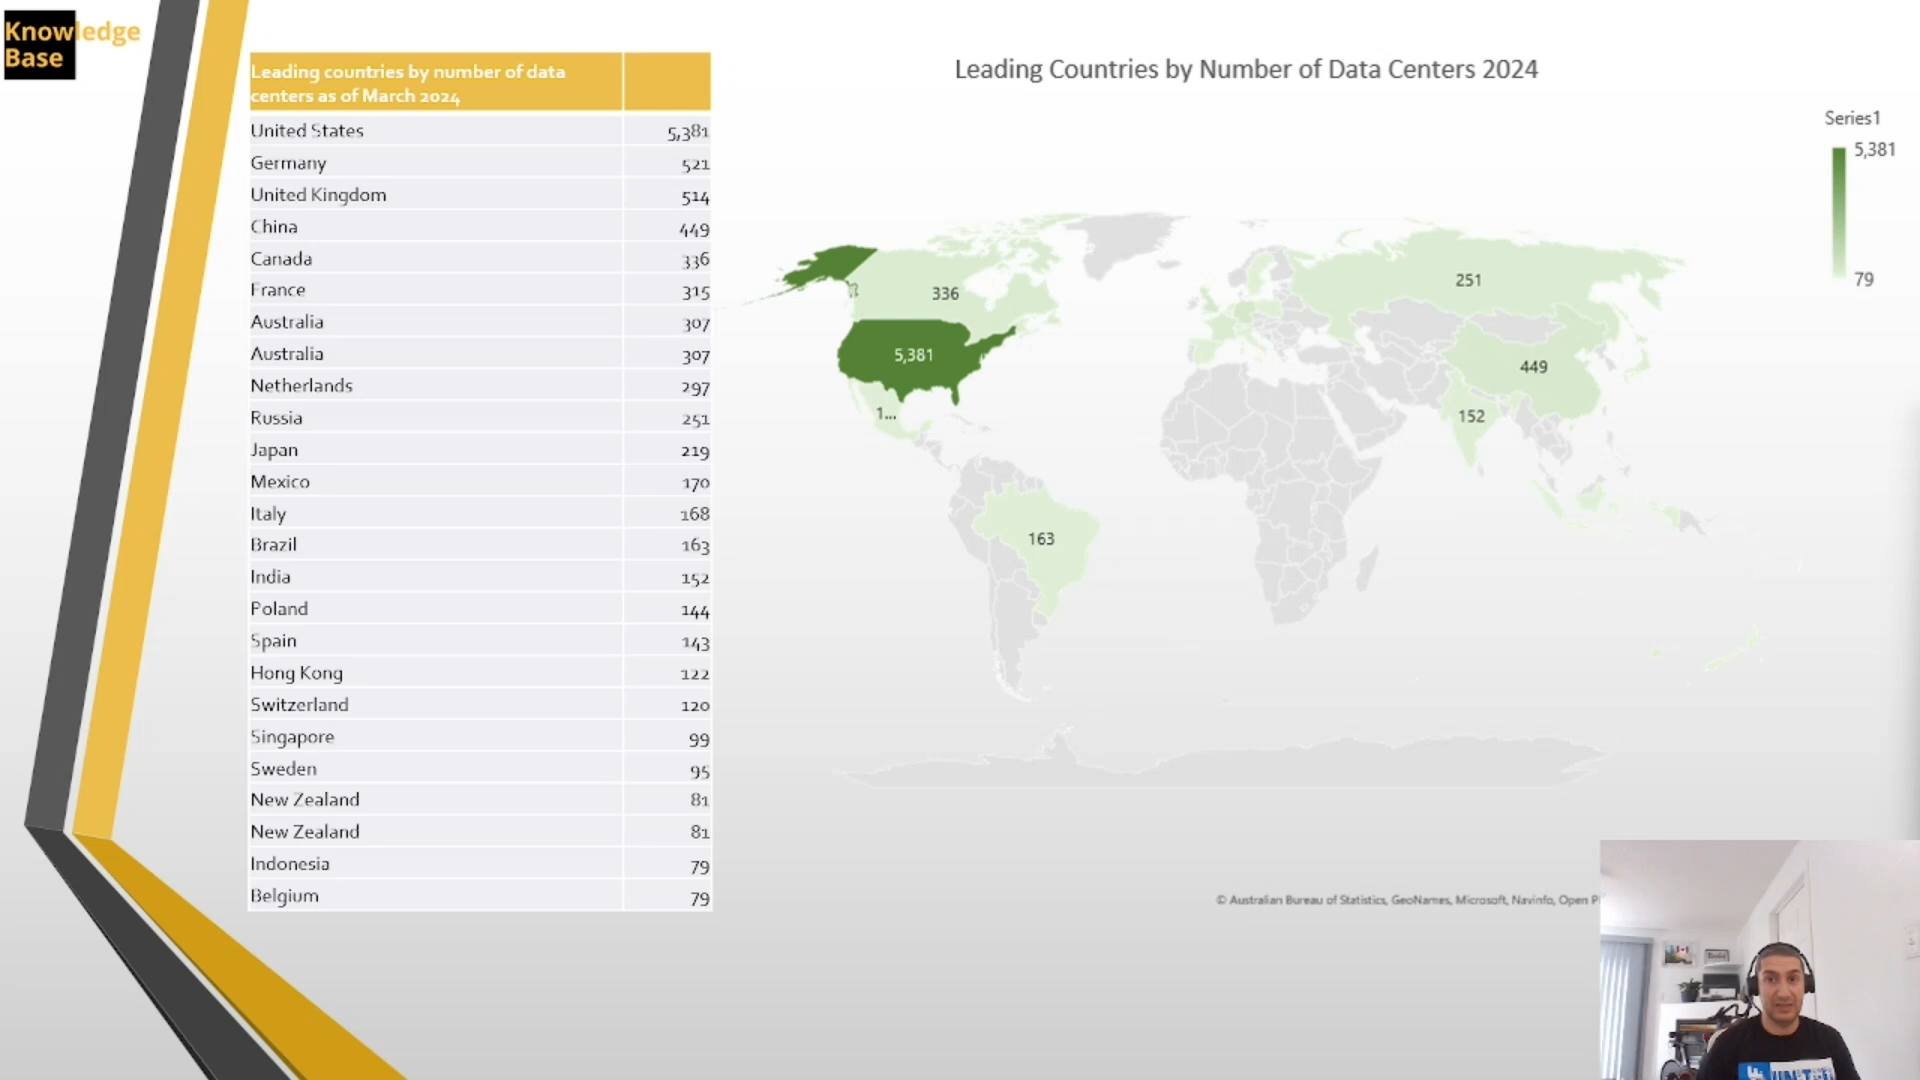 Knowledge
Base
Leading countries by number of data
centers as of March 2024
United States 5,381
Germany 521
United Kingdom 514
China 449
Canada 336
France 315
Australia 307
Australia 307
Netherlands 297
Russia 251
Japan 219
Mexico 170
Italy 168
Brazil 163
India 152
Poland 144
Spain 143
Hong Kong 122
Switzerland 120
Singapore 99
Sweden 95
New Zealand 81
New Zealand 81
Indonesia 79
Belgium 79
Leading Countries by Number of Data Centers 2024
Series1
5,381
79
336
251
5,381
449
1...
152
163
© Australian Bureau of Statistics, GeoNames, Microsoft, Navinfo, Open